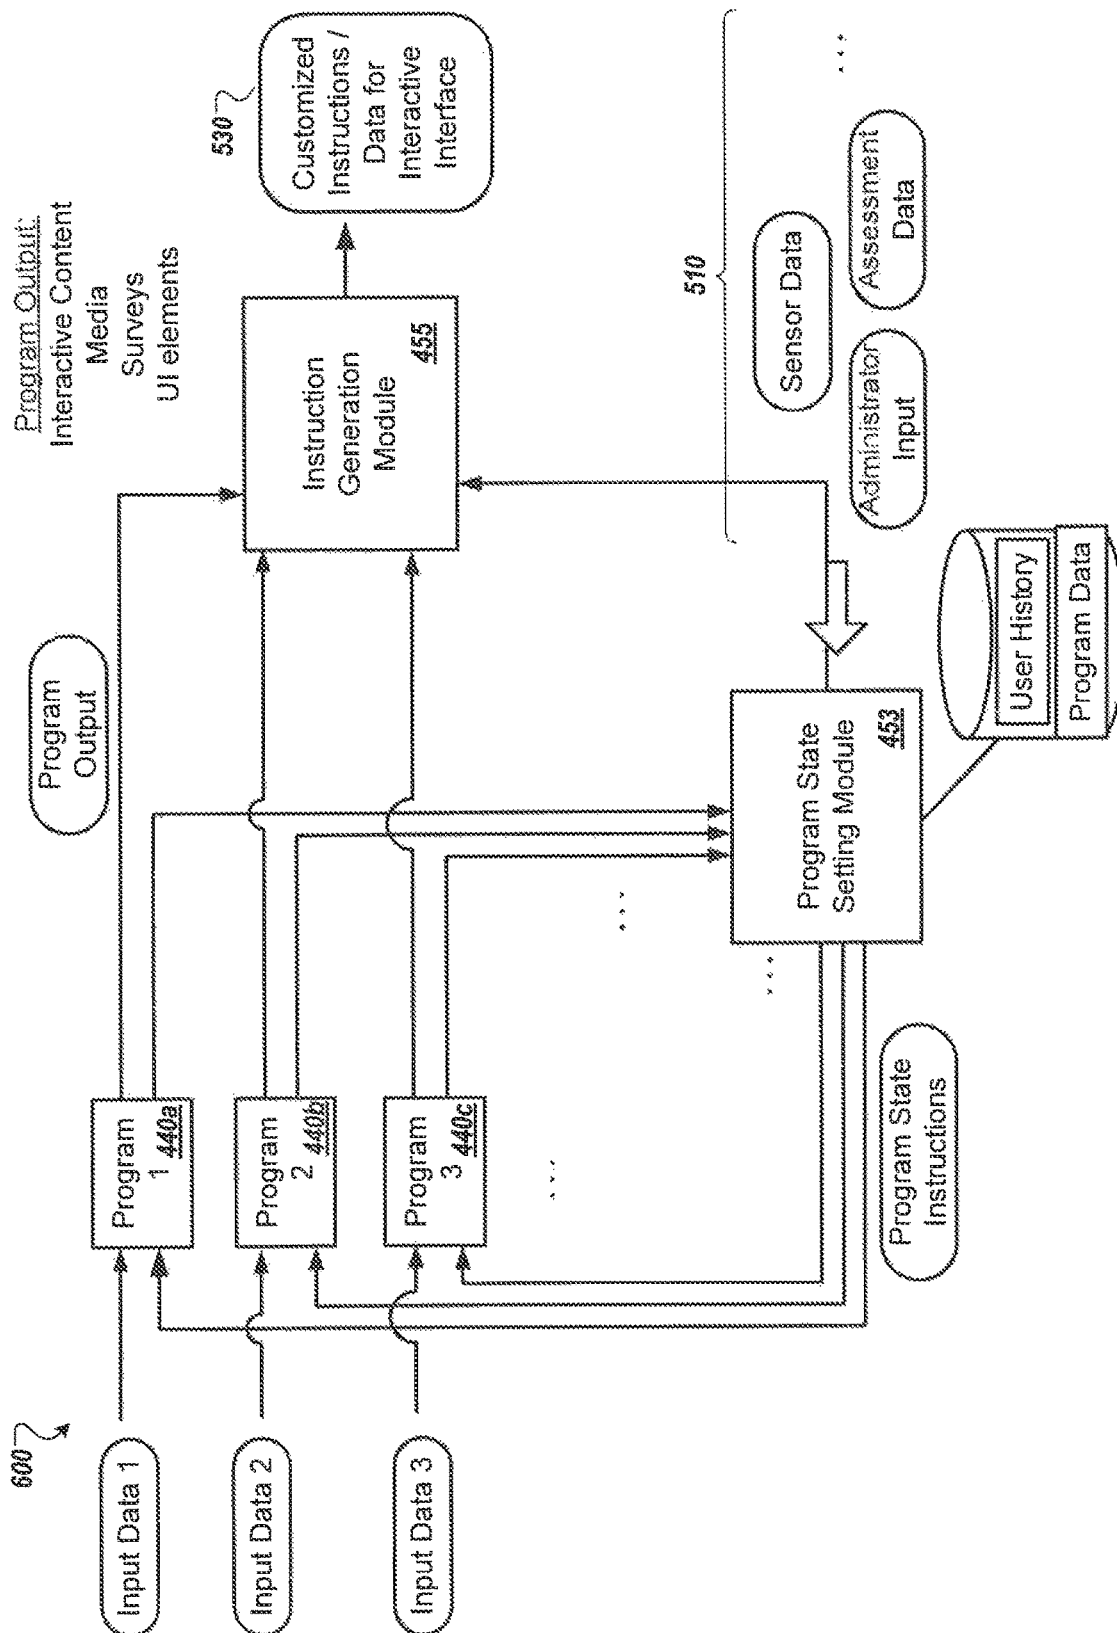 600
Input Data 1
Input Data 2
Input Data 3
Program
1
440a
Program
2
440b
Program
3
440c
Program
Output
Program Output:
Interactive Content
Media
Surveys
UI elements
Instruction
Generation
Module
455
530
Customized
Instructions /
Data for
Interactive
Interface
Program State
Instructions
Program State
Setting Module
453
User History
Program Data
510
Sensor Data
Administrator
Input
Assessment
Data
...
...
...
...